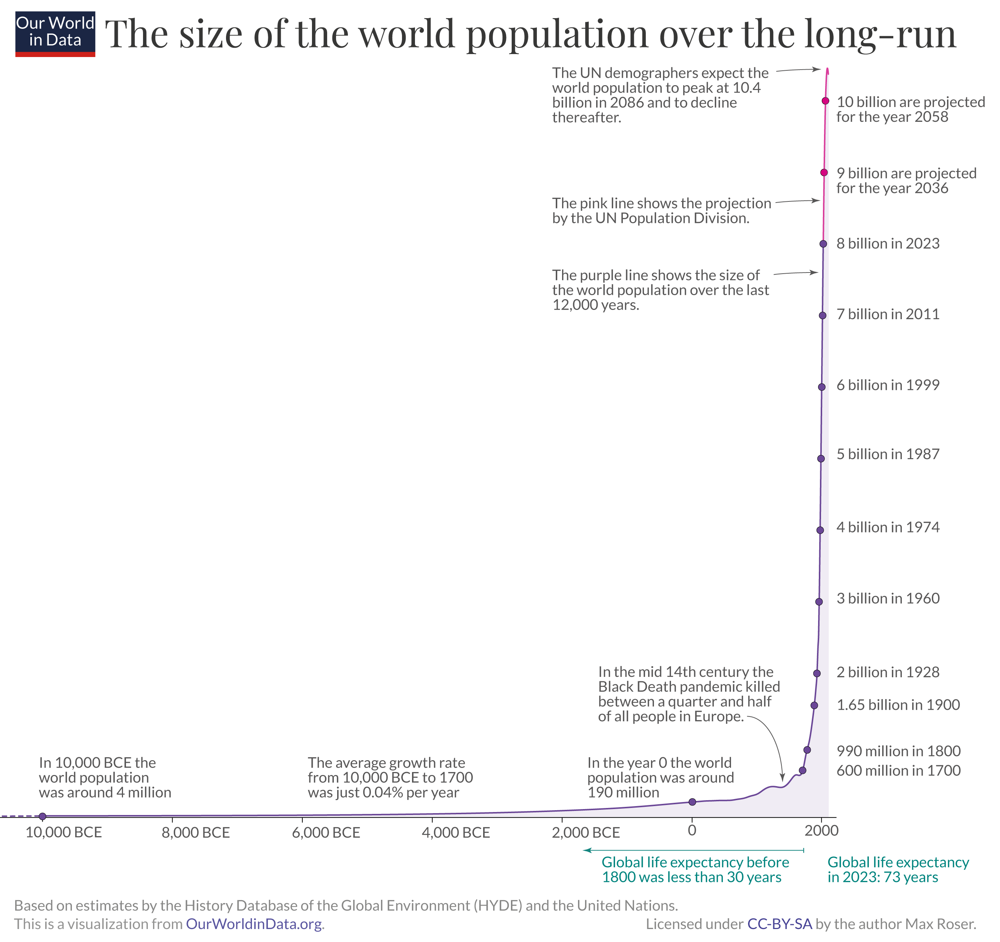 Our World
in Data
The size of the world population over the long-run
The UN demographers expect the
world population to peak at 10.4
billion in 2086 and to decline
thereafter.
10 billion are projected
for the year 2058
9 billion are projected
for the year 2036
The pink line shows the projection
by the UN Population Division.
8 billion in 2023
The purple line shows the size of
the world population over the last
12,000 years.
7 billion in 2011
6 billion in 1999
5 billion in 1987
4 billion in 1974
3 billion in 1960
2 billion in 1928
In the mid 14th century the
Black Death pandemic killed
between a quarter and half
of all people in Europe.
1.65 billion in 1900
990 million in 1800
600 million in 1700
In 10,000 BCE the
world population
was around 4 million
The average growth rate
from 10,000 BCE to 1700
was just 0.04% per year
In the year 0 the world
population was around
190 million
10,000 BCE
8,000 BCE
6,000 BCE
4,000 BCE
2,000 BCE
0
2000
Global life expectancy before
1800 was less than 30 years
Global life expectancy
in 2023: 73 years
Based on estimates by the History Database of the Global Environment (HYDE) and the United Nations.
This is a visualization from OurWorldinData.org.
Licensed under CC-BY-SA by the author Max Roser.